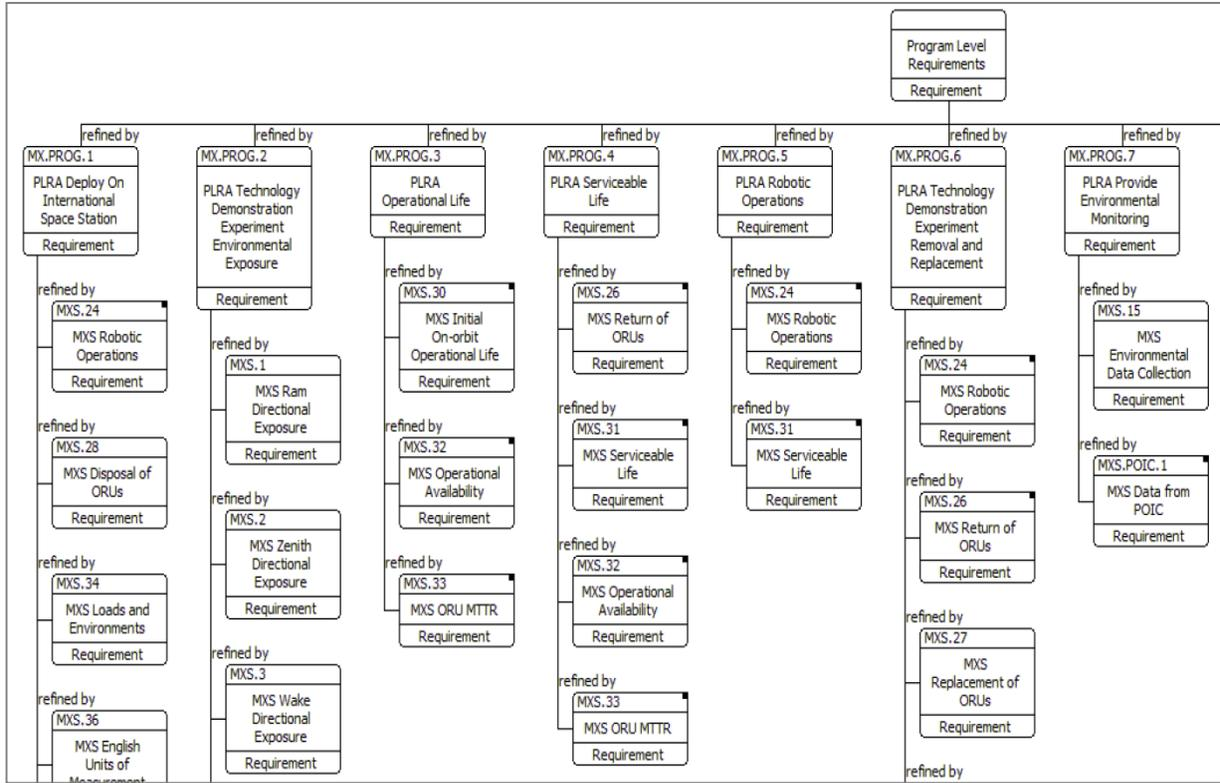 Program Level
Requirements
Requirement
refined by
MX.PROG.1
PLRA Deploy On
International
Space Station
Requirement
refined by
MXS.24
MXS Robotic
Operations
Requirement
refined by
MXS.28
MXS Disposal of
ORUs
Requirement
refined by
MXS.34
MXS Loads and
Environments
Requirement
refined by
MXS.36
MXS English
Units of
Measurement
refined by
MX.PROG.2
PLRA Technology
Demonstration
Experiment
Environmental
Exposure
Requirement
refined by
MXS.1
MXS Ram
Directional
Exposure
Requirement
refined by
MXS.2
MXS Zenith
Directional
Exposure
Requirement
refined by
MXS.3
MXS Wake
Directional
Exposure
Requirement
refined by
MX.PROG.3
PLRA
Operational Life
Requirement
refined by
MXS.30
MXS Initial
On-orbit
Operational Life
Requirement
refined by
MXS.32
MXS Operational
Availability
Requirement
refined by
MXS.33
MXS ORU MTTR
Requirement
refined by
MX.PROG.4
PLRA Serviceable
Life
Requirement
refined by
MXS.26
MXS Return of
ORUs
Requirement
refined by
MXS.31
MXS Serviceable
Life
Requirement
refined by
MXS.32
MXS Operational
Availability
Requirement
refined by
MXS.33
MXS ORU MTTR
Requirement
refined by
MX.PROG.5
PLRA Robotic
Operations
Requirement
refined by
MXS.24
MXS Robotic
Operations
Requirement
refined by
MXS.31
MXS Serviceable
Life
Requirement
refined by
MX.PROG.6
PLRA Technology
Demonstration
Experiment
Removal and
Replacement
Requirement
refined by
MXS.24
MXS Robotic
Operations
Requirement
refined by
MXS.26
MXS Return of
ORUs
Requirement
refined by
MXS.27
MXS
Replacement of
ORUs
Requirement
refined by
refined by
MX.PROG.7
PLRA Provide
Environmental
Monitoring
Requirement
refined by
MXS.15
MXS
Environmental
Data Collection
Requirement
refined by
MXS.POIC.1
MXS Data from
POIC
Requirement